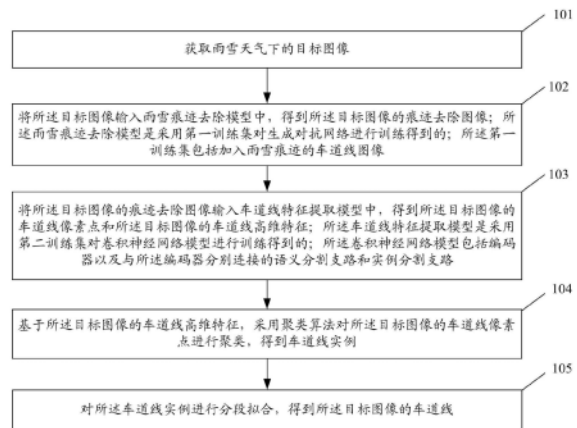 101
获取雨雪天气下的目标图像
102
将所述目标图像输入雨雪痕迹去除模型中，得到所述目标图像的痕迹去除图像；所
述雨雪痕迹去除模型是采用第一训练集对生成对抗网络进行训练得到的；所述第一
训练集包括加入雨雪痕迹的车道线图像
103
将所述目标图像的痕迹去除图像输入车道线特征提取模型中，得到所述目标图像的
车道线像素点和所述目标图像的车道线高维特征；所述车道线特征提取模型是采用
第二训练集对卷积神经网络模型进行训练得到的；所述卷积神经网络模型包括编码
器以及与所述编码器分别连接的语义分割支路和实例分割支路
104
基于所述目标图像的车道线高维特征，采用聚类算法对所述目标图像的车道线像素
点进行聚类，得到车道线实例
105
对所述车道线实例进行分段拟合，得到所述目标图像的车道线